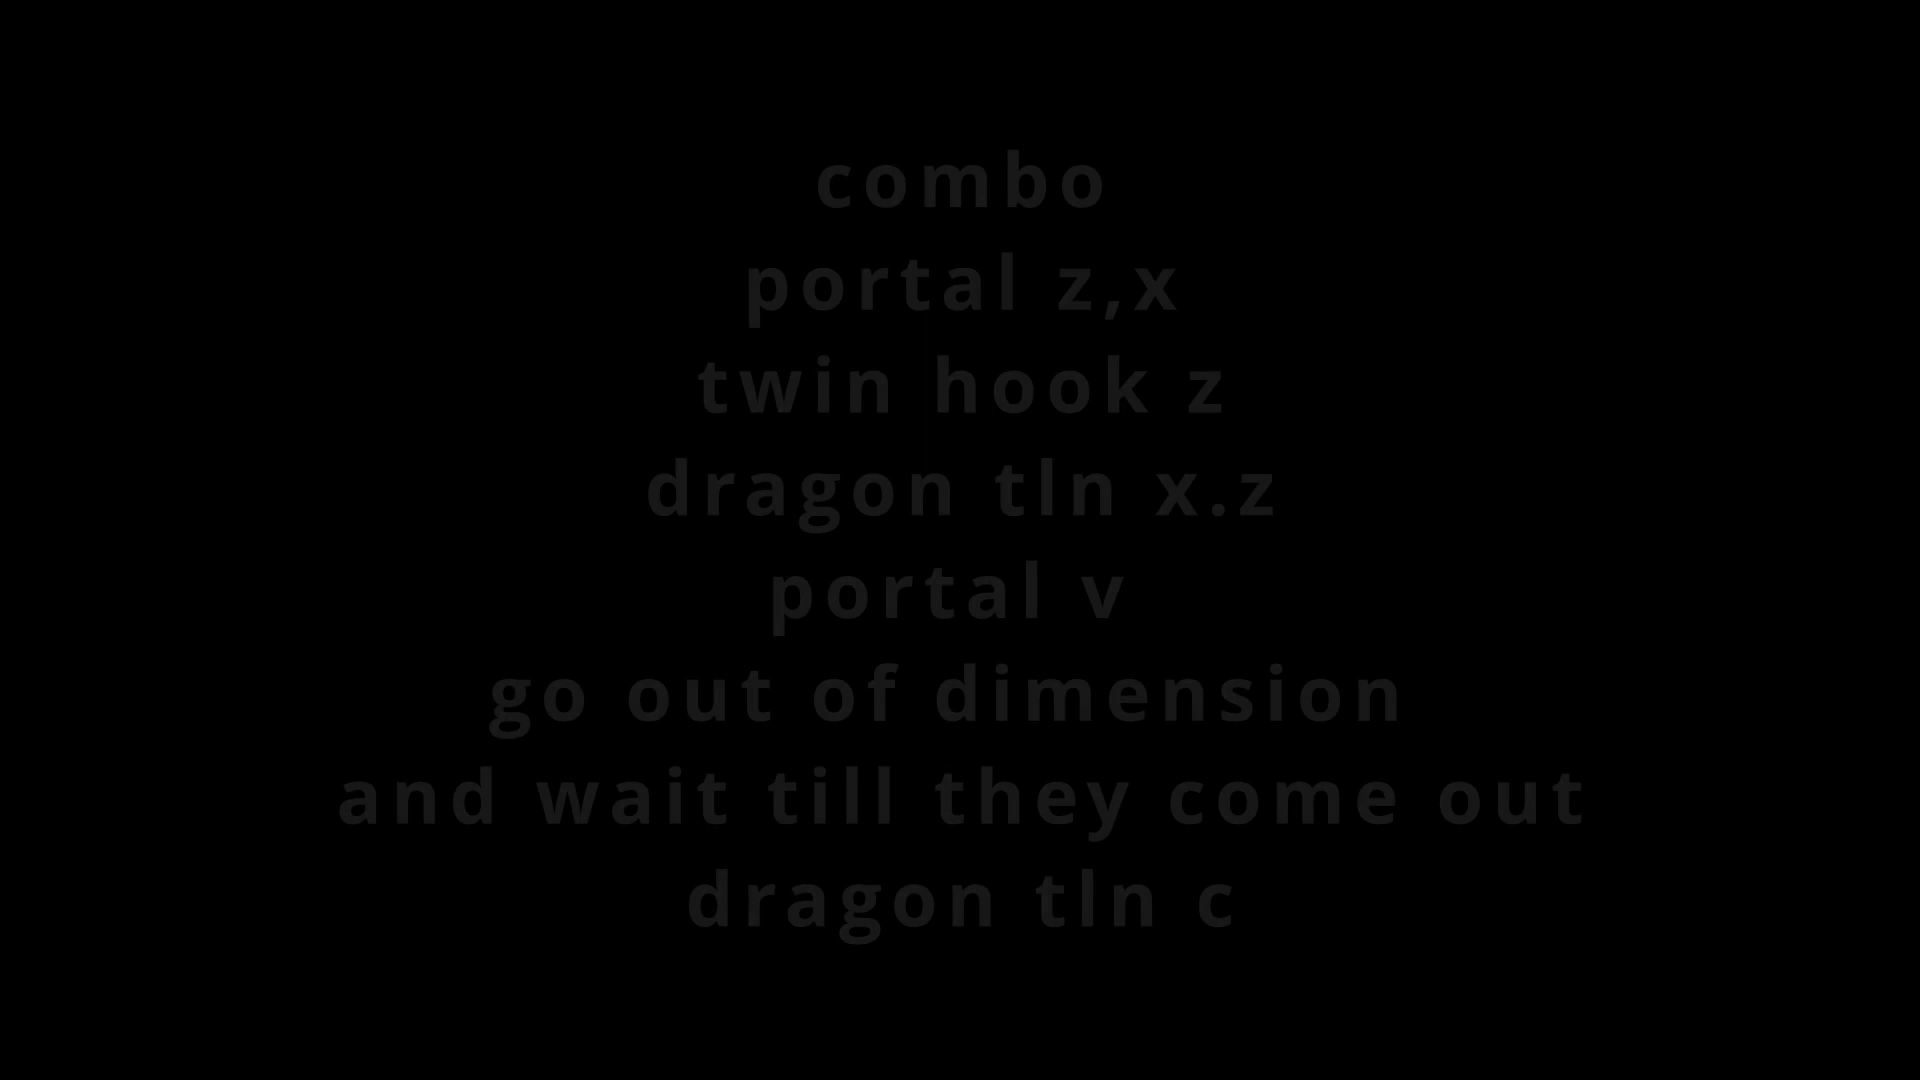 combo
portal z,x
twin hook z
dragon tln x.z
portal v
go out of dimension
and wait till they come out
dragon tln c